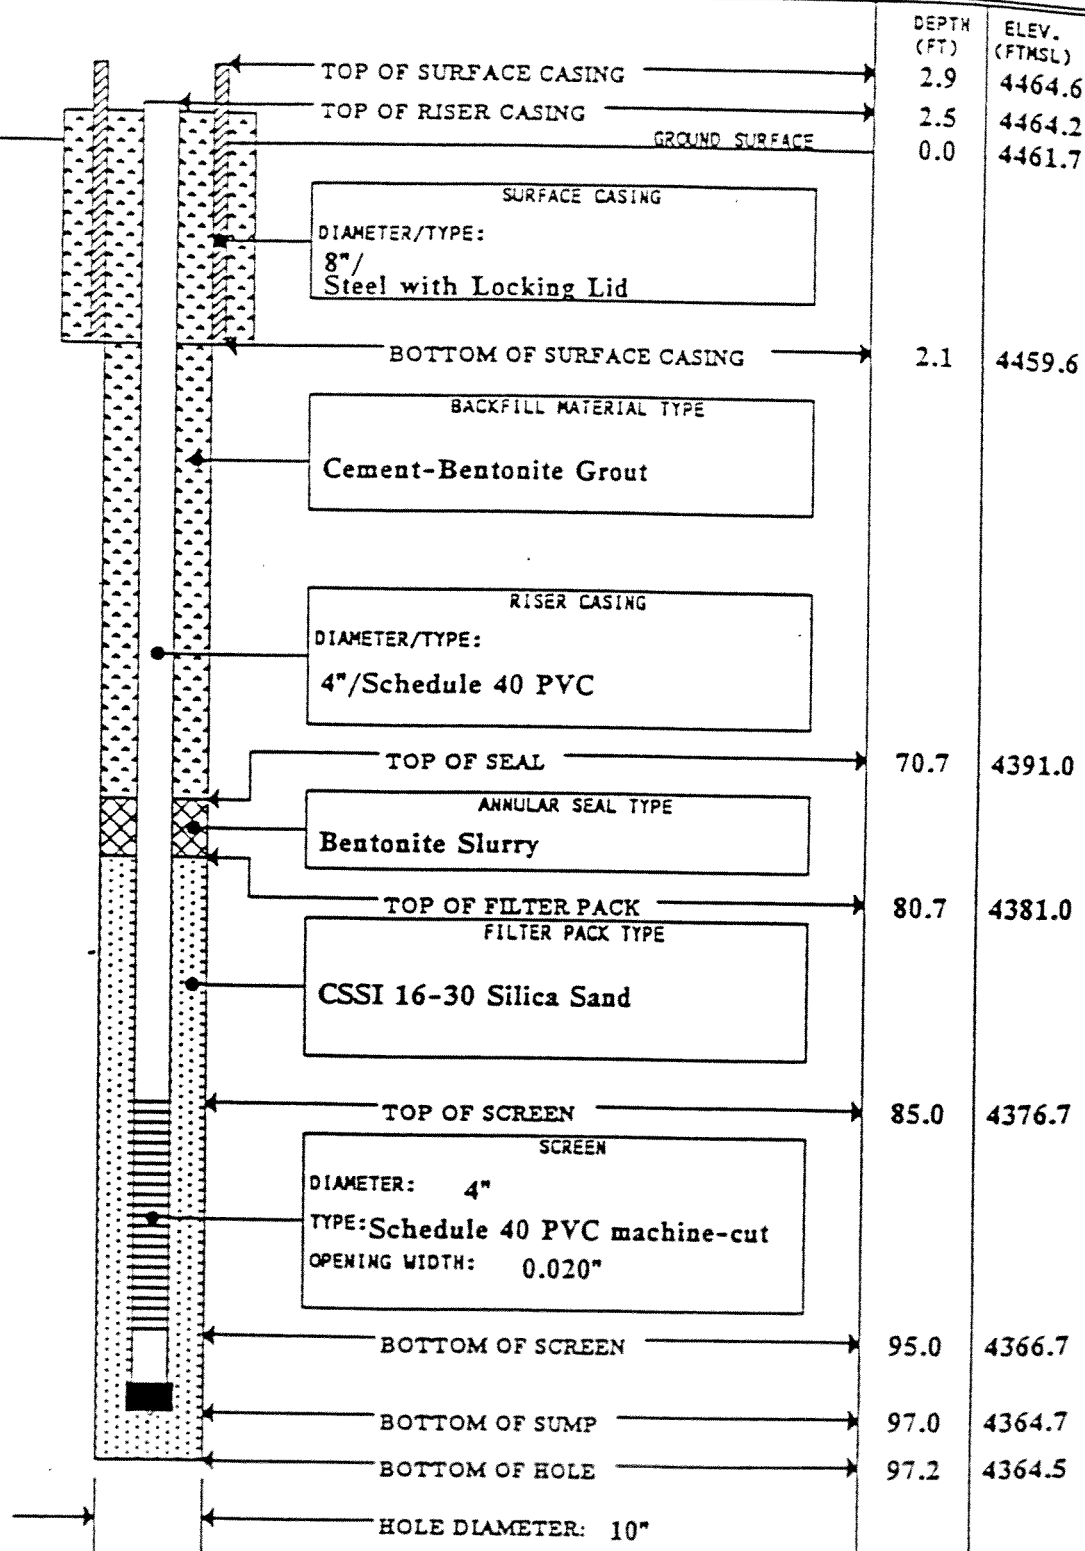 DEPTH ELEV.
(FT) (FTMSL)
TOP OF SURFACE CASING 2.9 4464.6
TOP OF RISER CASING 2.5 4464.2
GROUND SURFACE 0.0 4461.7
SURFACE CASING
DIAMETER/TYPE:
8"/
Steel with Locking Lid
BOTTOM OF SURFACE CASING 2.1 4459.6
BACKFILL MATERIAL TYPE
Cement-Bentonite Grout
RISER CASING
DIAMETER/TYPE:
4"/Schedule 40 PVC
TOP OF SEAL 70.7 4391.0
ANNULAR SEAL TYPE
Bentonite Slurry
TOP OF FILTER PACK 80.7 4381.0
FILTER PACK TYPE
CSSI 16-30 Silica Sand
TOP OF SCREEN 85.0 4376.7
SCREEN
DIAMETER: 4"
TYPE: Schedule 40 PVC machine-cut
OPENING WIDTH: 0.020"
BOTTOM OF SCREEN 95.0 4366.7
BOTTOM OF SUMP 97.0 4364.7
BOTTOM OF HOLE 97.2 4364.5
HOLE DIAMETER: 10"